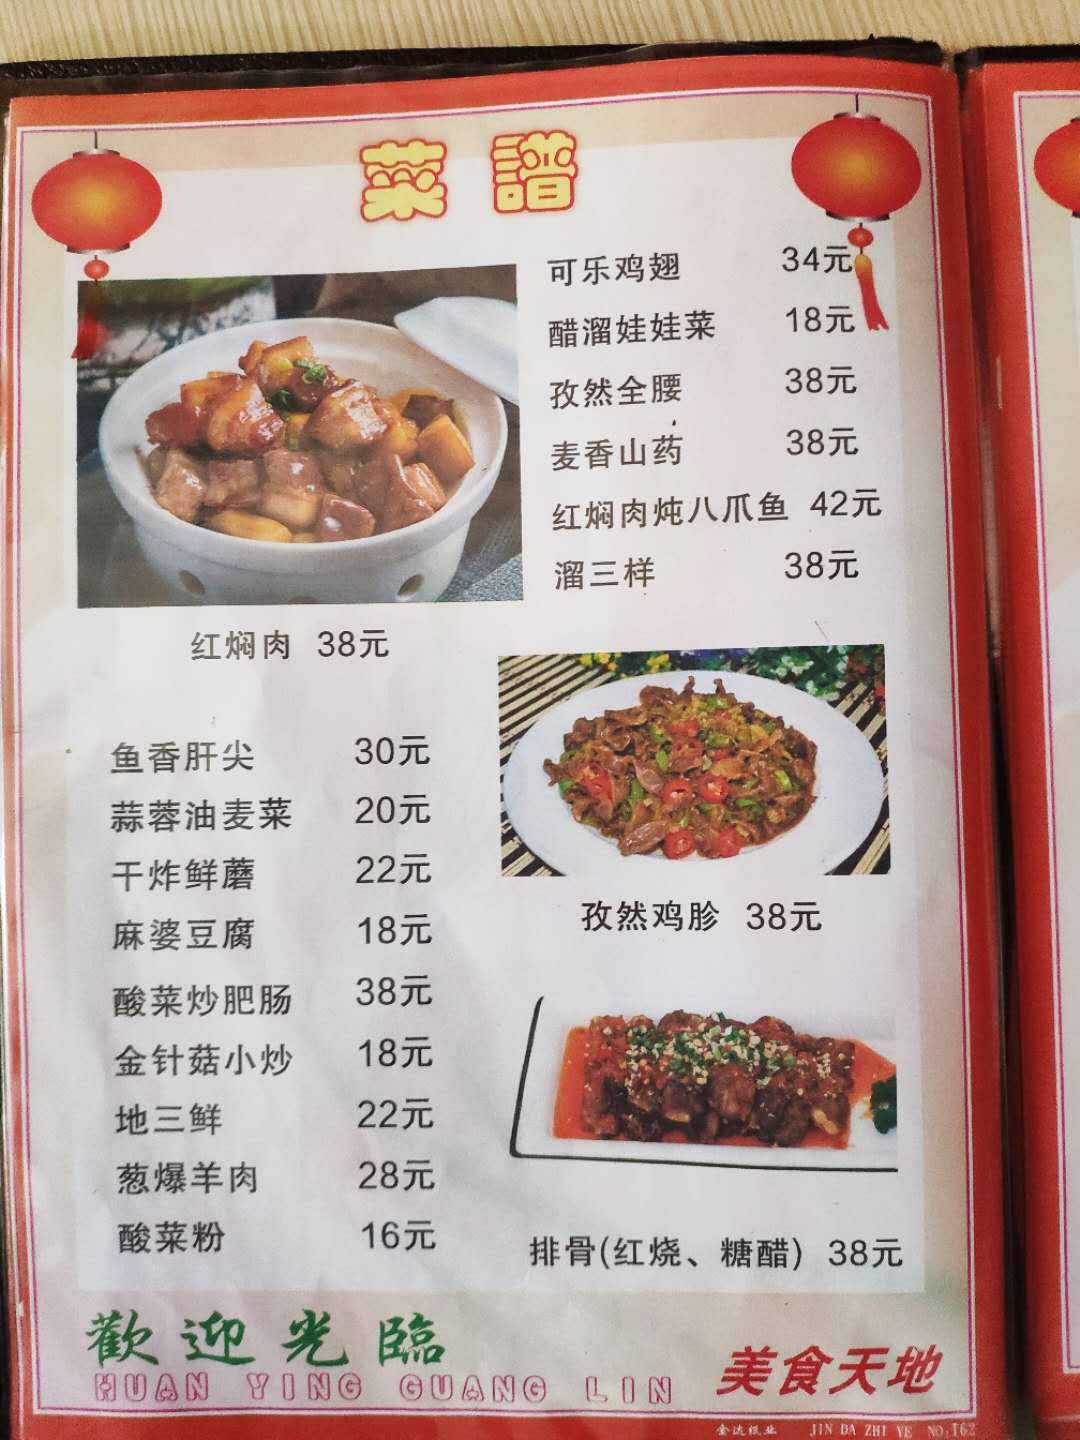 菜譜
可乐鸡翅 34元
醋溜娃娃菜 18元
孜然全腰 38元
麦香山药 38元
红焖肉炖八爪鱼 42元
溜三样 38元
红焖肉 38元
鱼香肝尖 30元
蒜蓉油麦菜 20元
干炸鲜蘑 22元
麻婆豆腐 18元
酸菜炒肥肠 38元
金针菇小炒 18元
地三鲜 22元
葱爆羊肉 28元
酸菜粉 16元
孜然鸡胗 38元
排骨(红烧、糖醋) 38元
歡迎光臨
HUAN YING GUANG LIN
美食天地
金达纸业 JIN DA ZHI YE NO:162